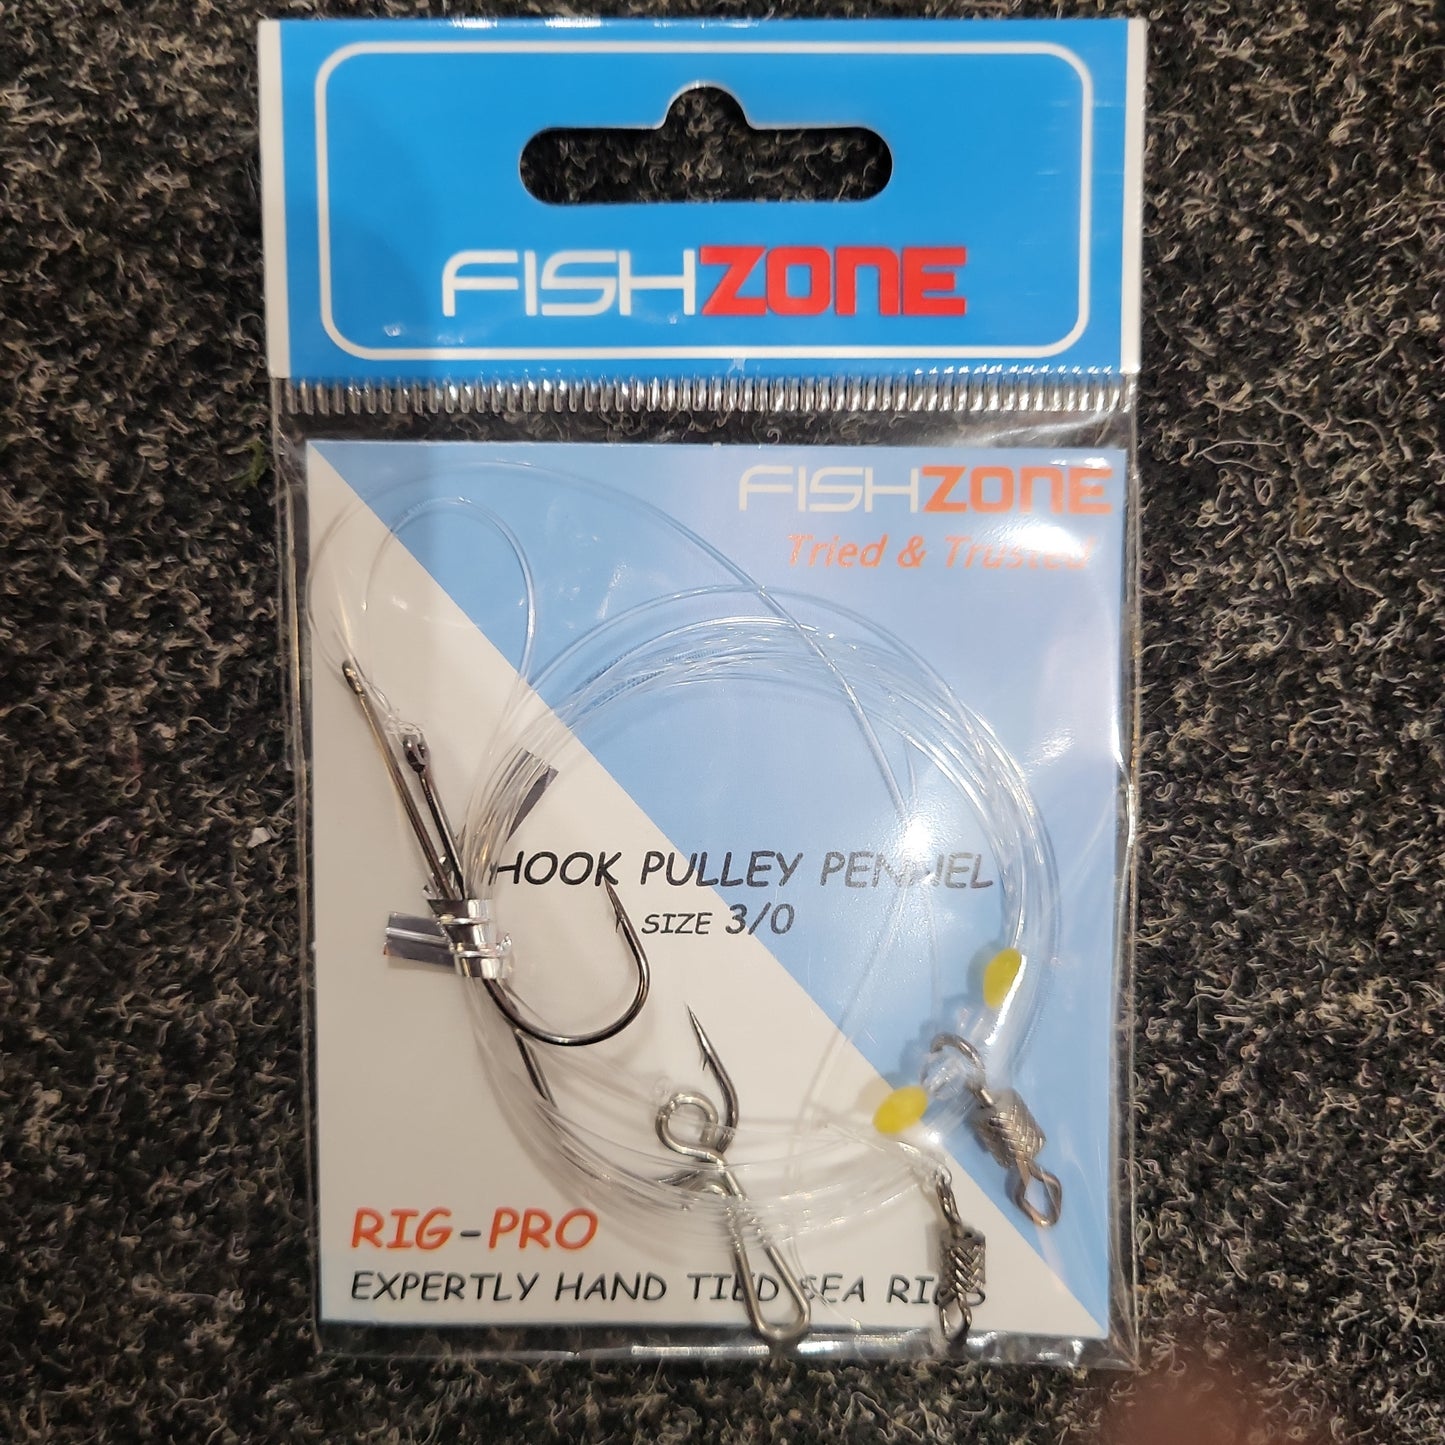 FISHZONE
FISHZONE
Tried & Trusted
HOOK PULLEY PENNEL
SIZE 3/0
RIG-PRO
EXPERTLY HAND TIED SEA RIGS